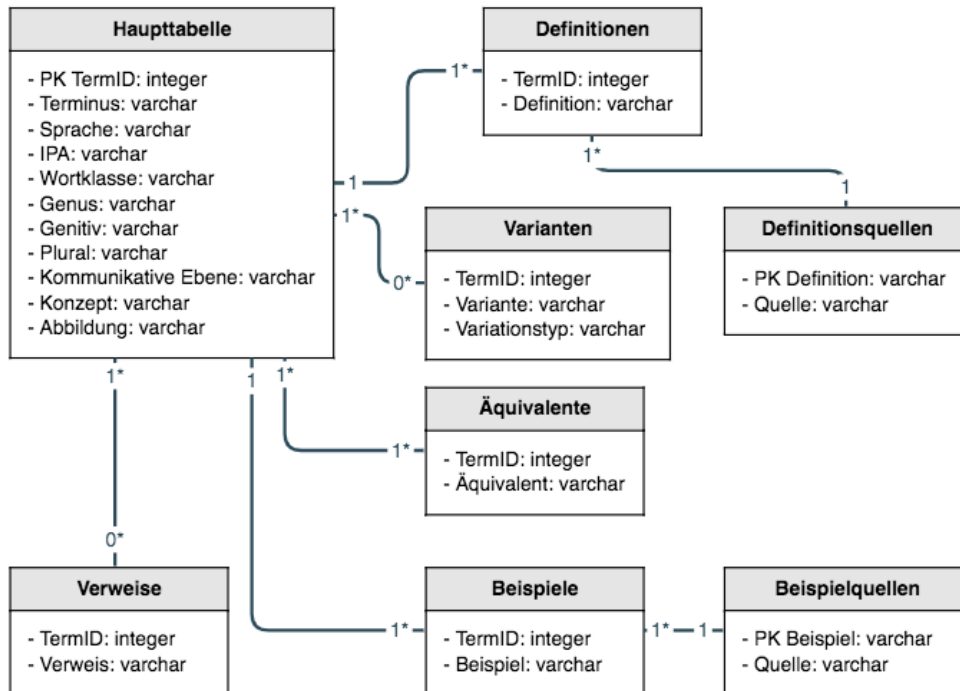 Haupttabelle
- PK TermID: integer
- Terminus: varchar
- Sprache: varchar
- IPA: varchar
- Wortklasse: varchar
- Genus: varchar
- Genitiv: varchar
- Plural: varchar
- Kommunikative Ebene: varchar
- Konzept: varchar
- Abbildung: varchar
1
1*
1*
1
1*
Definitionen
- TermID: integer
- Definition: varchar
1*
1*
1
Definitionsquellen
- PK Definition: varchar
- Quelle: varchar
Varianten
- TermID: integer
- Variante: varchar
- Variationstyp: varchar
0*
Äquivalente
- TermID: integer
- Äquivalent: varchar
1*
0*
Verweise
- TermID: integer
- Verweis: varchar
1*
Beispiele
- TermID: integer
- Beispiel: varchar
1*
1
Beispielquellen
- PK Beispiel: varchar
- Quelle: varchar